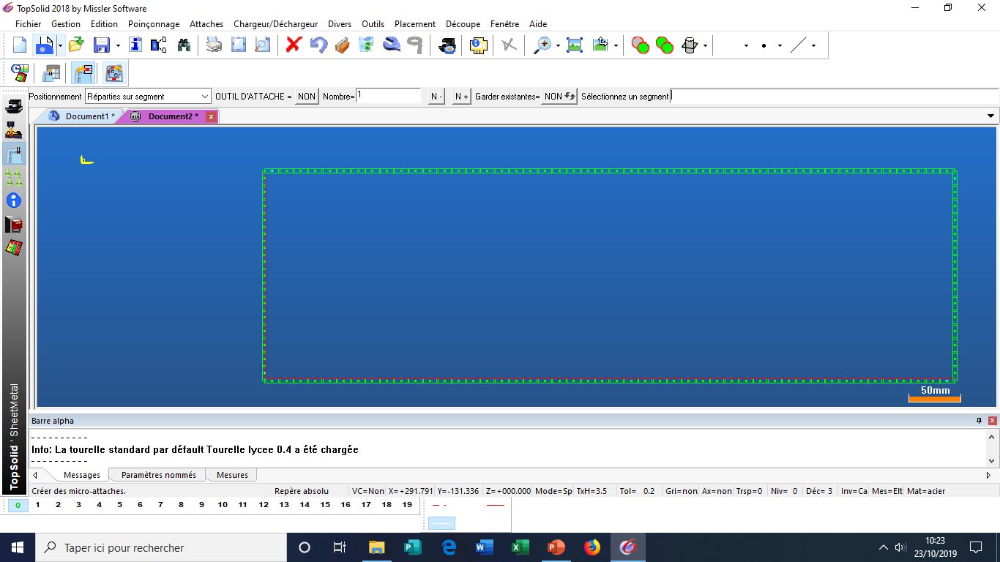 TopSolid 2018 by Missler Software
Fichier Gestion Edition Poinçonnage Attaches Chargeur/Déchargeur Divers Outils Placement Découpe Fenêtre Aide
Positionnement Réparties sur segment OUTIL D'ATTACHE = NON Nombre= 1 N - N + Garder existantes= NON Sélectionnez un segment
Document1 * Document2 * x
50mm
TopSolid ' SheetMetal
Barre alpha
- - - - - - - - - -
Info: La tourelle standard par défaut Tourelle lycee 0.4 a été chargée
- - - - - - - - - -
Messages Paramètres nommés Mesures
Créer des micro-attaches. Repère absolu VC=Non X=+291.791 Y=-131.336 Z=+000.000 Mode=Sp TxH=3.5 Tol= 0.2 Gri=non Ax=non Trsp=0 Niv= 0 Déc= 3 Inv=Ca Mes=Elt Mat=acier
0 1 2 3 4 5 6 7 8 9 10 11 12 13 14 15 16 17 18 19
Taper ici pour rechercher
10:23
23/10/2019